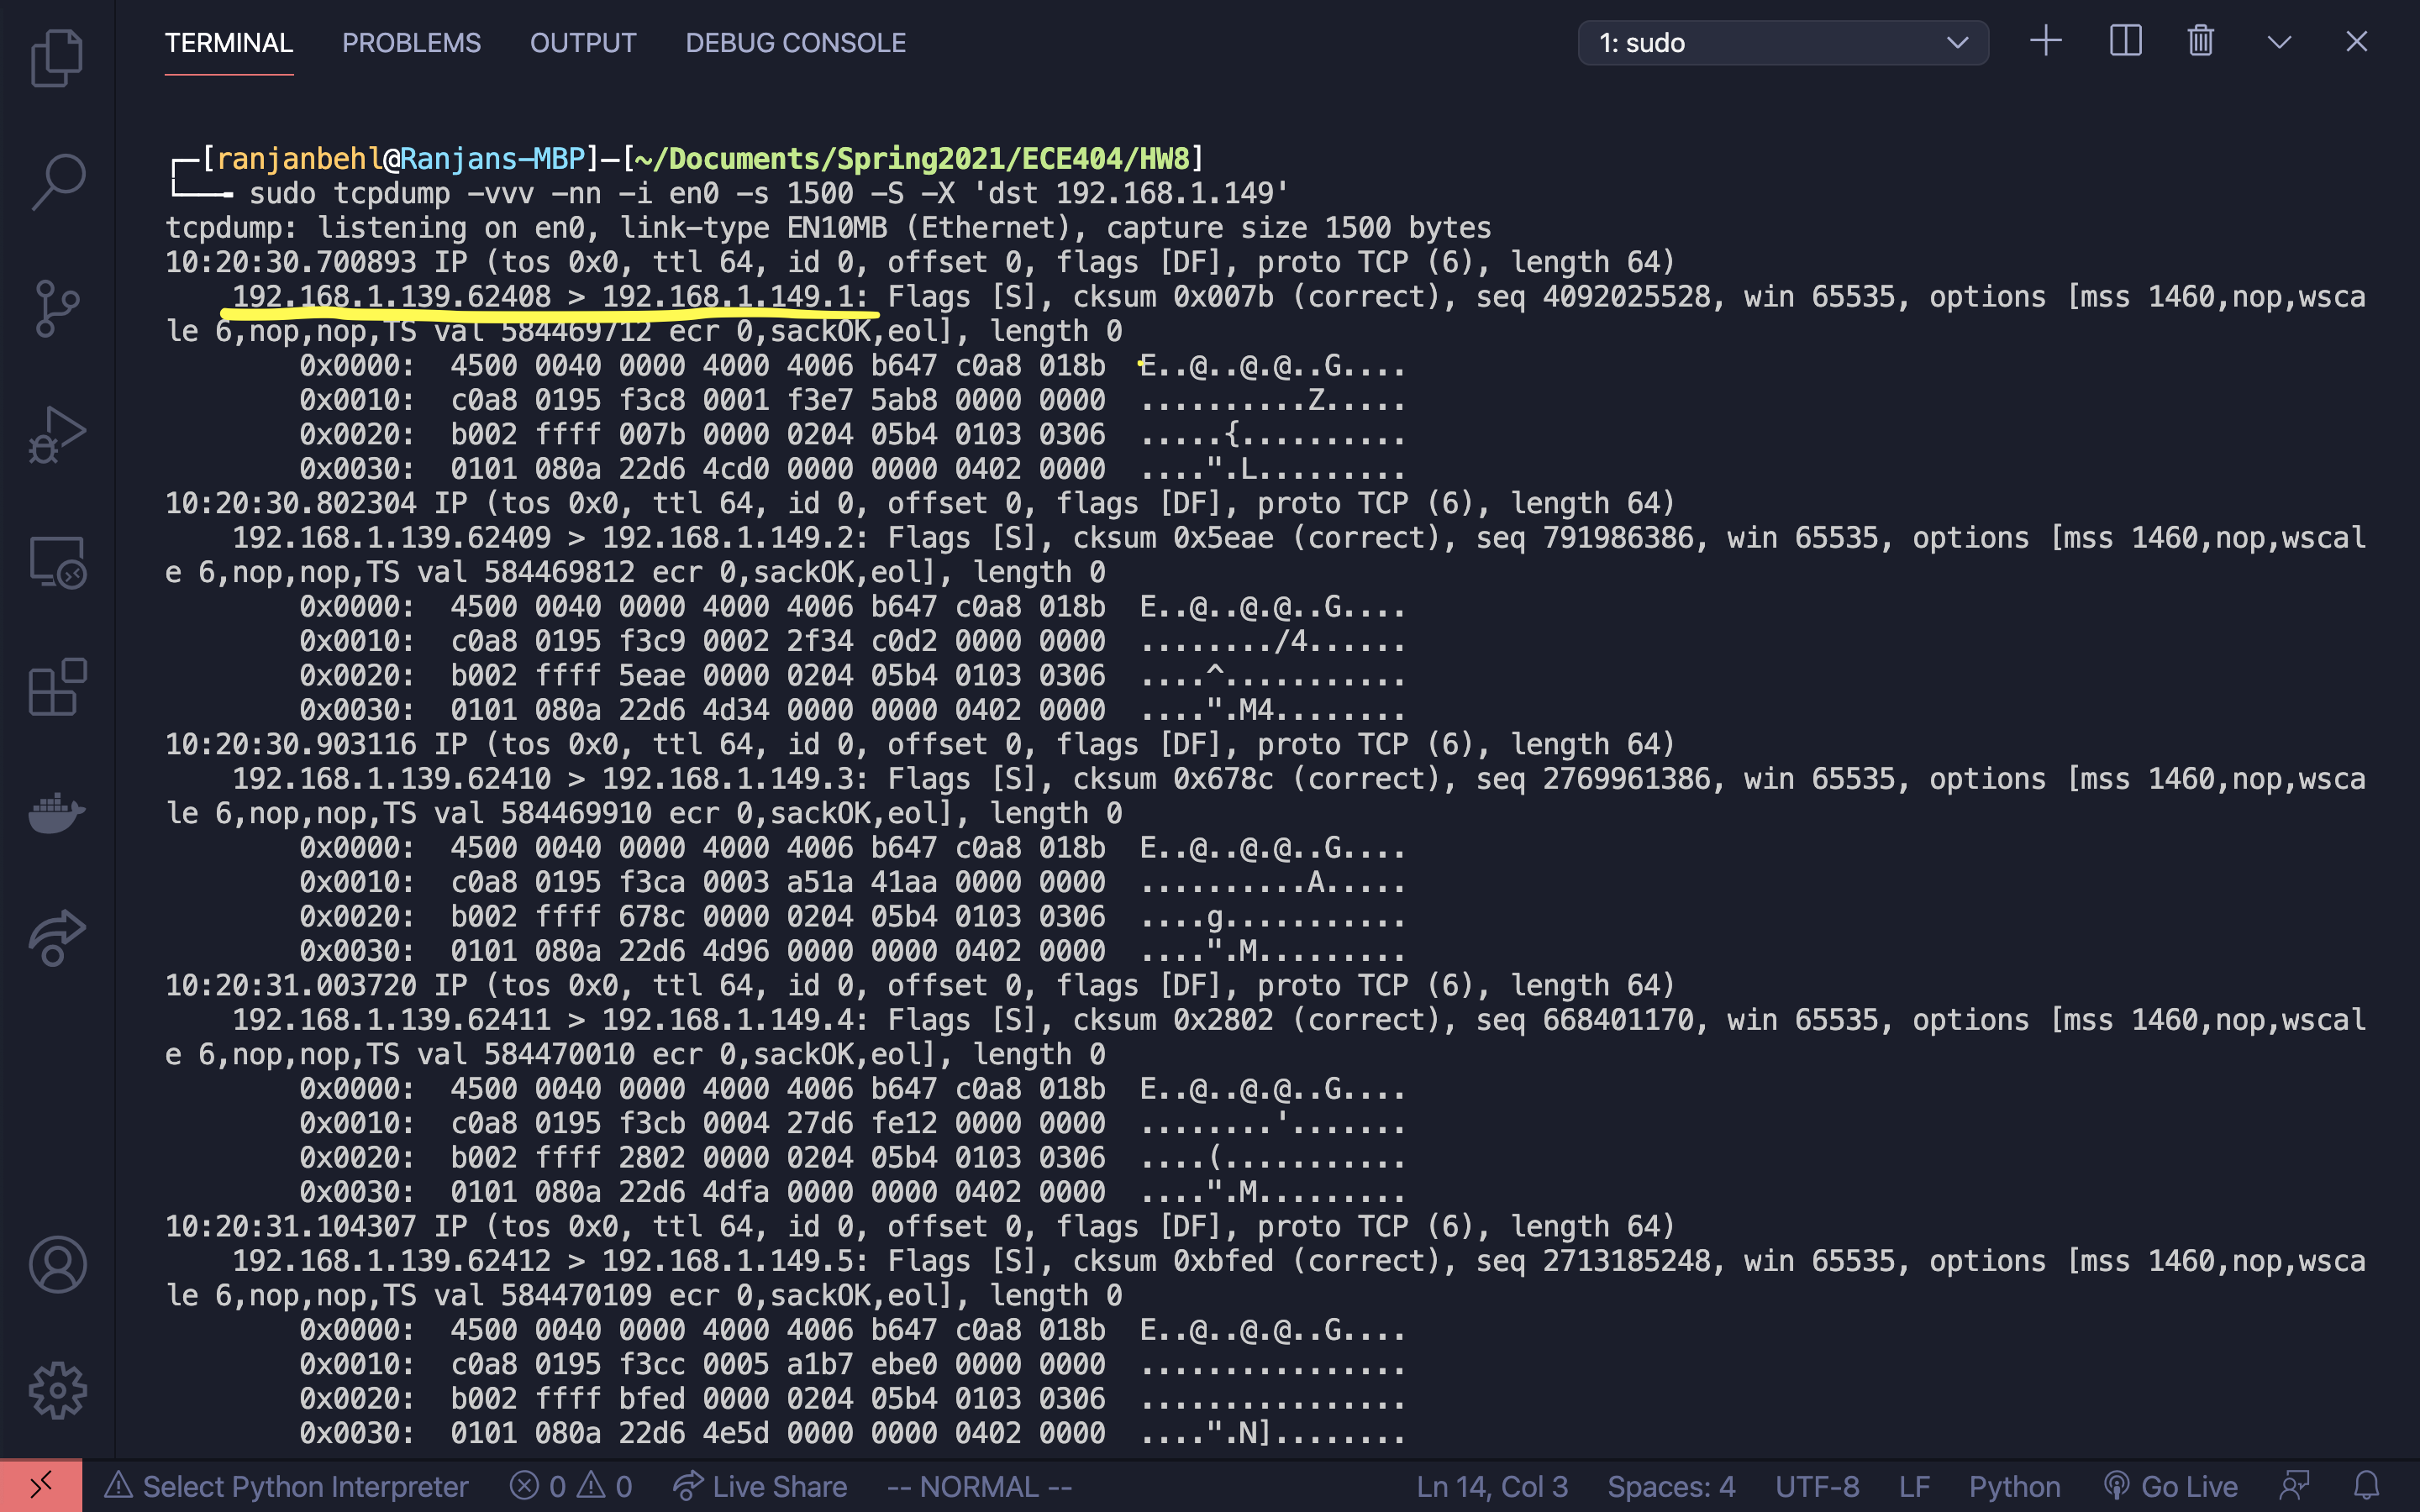 TERMINAL PROBLEMS OUTPUT DEBUG CONSOLE 1: sudo
┌─[ranjanbehl@Ranjans-MBP]─[~/Documents/Spring2021/ECE404/HW8]
└──╼ sudo tcpdump -vvv -nn -i en0 -s 1500 -S -X 'dst 192.168.1.149'
tcpdump: listening on en0, link-type EN10MB (Ethernet), capture size 1500 bytes
10:20:30.700893 IP (tos 0x0, ttl 64, id 0, offset 0, flags [DF], proto TCP (6), length 64)
    192.168.1.139.62408 > 192.168.1.149.1: Flags [S], cksum 0x007b (correct), seq 4092025528, win 65535, options [mss 1460,nop,wsca
le 6,nop,nop,TS val 584469712 ecr 0,sackOK,eol], length 0
        0x0000:  4500 0040 0000 4000 4006 b647 c0a8 018b  E..@..@.@..G....
        0x0010:  c0a8 0195 f3c8 0001 f3e7 5ab8 0000 0000  ..........Z.....
        0x0020:  b002 ffff 007b 0000 0204 05b4 0103 0306  .....{..........
        0x0030:  0101 080a 22d6 4cd0 0000 0000 0402 0000  ....".L.........
10:20:30.802304 IP (tos 0x0, ttl 64, id 0, offset 0, flags [DF], proto TCP (6), length 64)
    192.168.1.139.62409 > 192.168.1.149.2: Flags [S], cksum 0x5eae (correct), seq 791986386, win 65535, options [mss 1460,nop,wscal
e 6,nop,nop,TS val 584469812 ecr 0,sackOK,eol], length 0
        0x0000:  4500 0040 0000 4000 4006 b647 c0a8 018b  E..@..@.@..G....
        0x0010:  c0a8 0195 f3c9 0002 2f34 c0d2 0000 0000  ......../4......
        0x0020:  b002 ffff 5eae 0000 0204 05b4 0103 0306  ....^...........
        0x0030:  0101 080a 22d6 4d34 0000 0000 0402 0000  ....".M4........
10:20:30.903116 IP (tos 0x0, ttl 64, id 0, offset 0, flags [DF], proto TCP (6), length 64)
    192.168.1.139.62410 > 192.168.1.149.3: Flags [S], cksum 0x678c (correct), seq 2769961386, win 65535, options [mss 1460,nop,wsca
le 6,nop,nop,TS val 584469910 ecr 0,sackOK,eol], length 0
        0x0000:  4500 0040 0000 4000 4006 b647 c0a8 018b  E..@..@.@..G....
        0x0010:  c0a8 0195 f3ca 0003 a51a 41aa 0000 0000  ..........A.....
        0x0020:  b002 ffff 678c 0000 0204 05b4 0103 0306  ....g...........
        0x0030:  0101 080a 22d6 4d96 0000 0000 0402 0000  ....".M.........
10:20:31.003720 IP (tos 0x0, ttl 64, id 0, offset 0, flags [DF], proto TCP (6), length 64)
    192.168.1.139.62411 > 192.168.1.149.4: Flags [S], cksum 0x2802 (correct), seq 668401170, win 65535, options [mss 1460,nop,wscal
e 6,nop,nop,TS val 584470010 ecr 0,sackOK,eol], length 0
        0x0000:  4500 0040 0000 4000 4006 b647 c0a8 018b  E..@..@.@..G....
        0x0010:  c0a8 0195 f3cb 0004 27d6 fe12 0000 0000  ........'.......
        0x0020:  b002 ffff 2802 0000 0204 05b4 0103 0306  ....(...........
        0x0030:  0101 080a 22d6 4dfa 0000 0000 0402 0000  ....".M.........
10:20:31.104307 IP (tos 0x0, ttl 64, id 0, offset 0, flags [DF], proto TCP (6), length 64)
    192.168.1.139.62412 > 192.168.1.149.5: Flags [S], cksum 0xbfed (correct), seq 2713185248, win 65535, options [mss 1460,nop,wsca
le 6,nop,nop,TS val 584470109 ecr 0,sackOK,eol], length 0
        0x0000:  4500 0040 0000 4000 4006 b647 c0a8 018b  E..@..@.@..G....
        0x0010:  c0a8 0195 f3cc 0005 a1b7 ebe0 0000 0000  ................
        0x0020:  b002 ffff bfed 0000 0204 05b4 0103 0306  ................
        0x0030:  0101 080a 22d6 4e5d 0000 0000 0402 0000  ....".N]........
Select Python Interpreter 0 0 Live Share -- NORMAL -- Ln 14, Col 3 Spaces: 4 UTF-8 LF Python Go Live